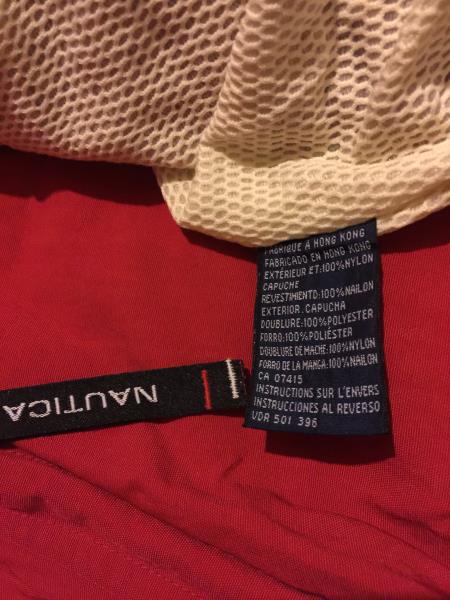 FABRIQUE A HONG KONG
FABRICADO EN HONG KONG
EXTÉRIEUR ET:100%NYLON
CAPUCHE
REVESTIMIENTO:100%NAILON
EXTERIOR, CAPUCHA
DOUBLURE:100%POLYESTER
FORRO:100%POLIÉSTER
DOUBLURE DE MACHE:100%NYLON
FORRO DE LA MANGA:100%NAILON
CA 07415
INSTRUCTIONS SUR L'ENVERS
INSTRUCCIONES AL REVERSO
VDR 501 396
NAUTICA